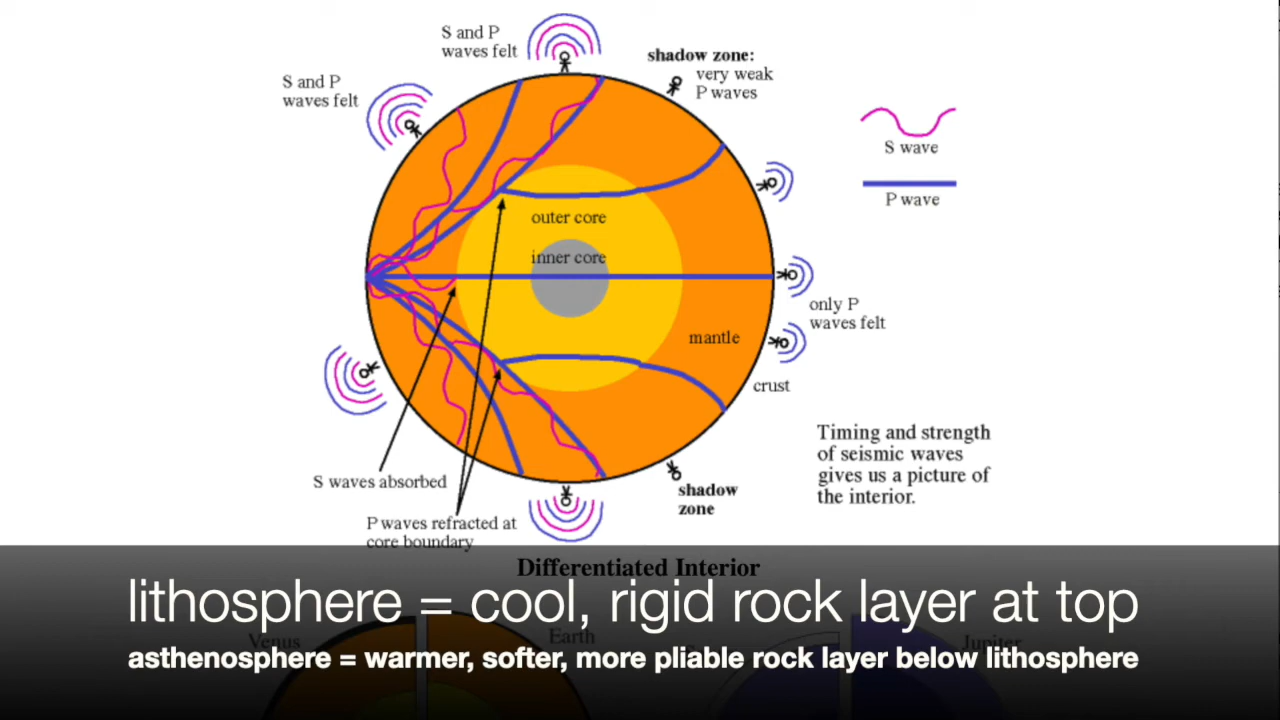 S and P
waves felt
shadow zone:
very weak
P waves
S and P
waves felt
S wave
P wave
outer core
inner core
only P
waves felt
mantle
crust
Timing and strength
of seismic waves
gives us a picture of
the interior.
S waves absorbed
shadow
zone
P waves refracted at
core boundary
Differentiated Interior
lithosphere = cool, rigid rock layer at top
Venus
Earth
Jupiter
asthenosphere = warmer, softer, more pliable rock layer below lithosphere